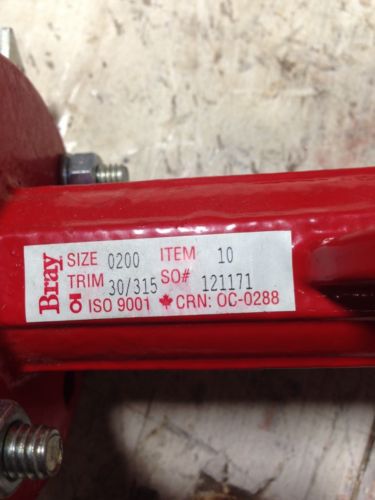 Bray
SIZE 0200 ITEM 10
TRIM 30/315 SO# 121171
ISO 9001 CRN: OC-0288